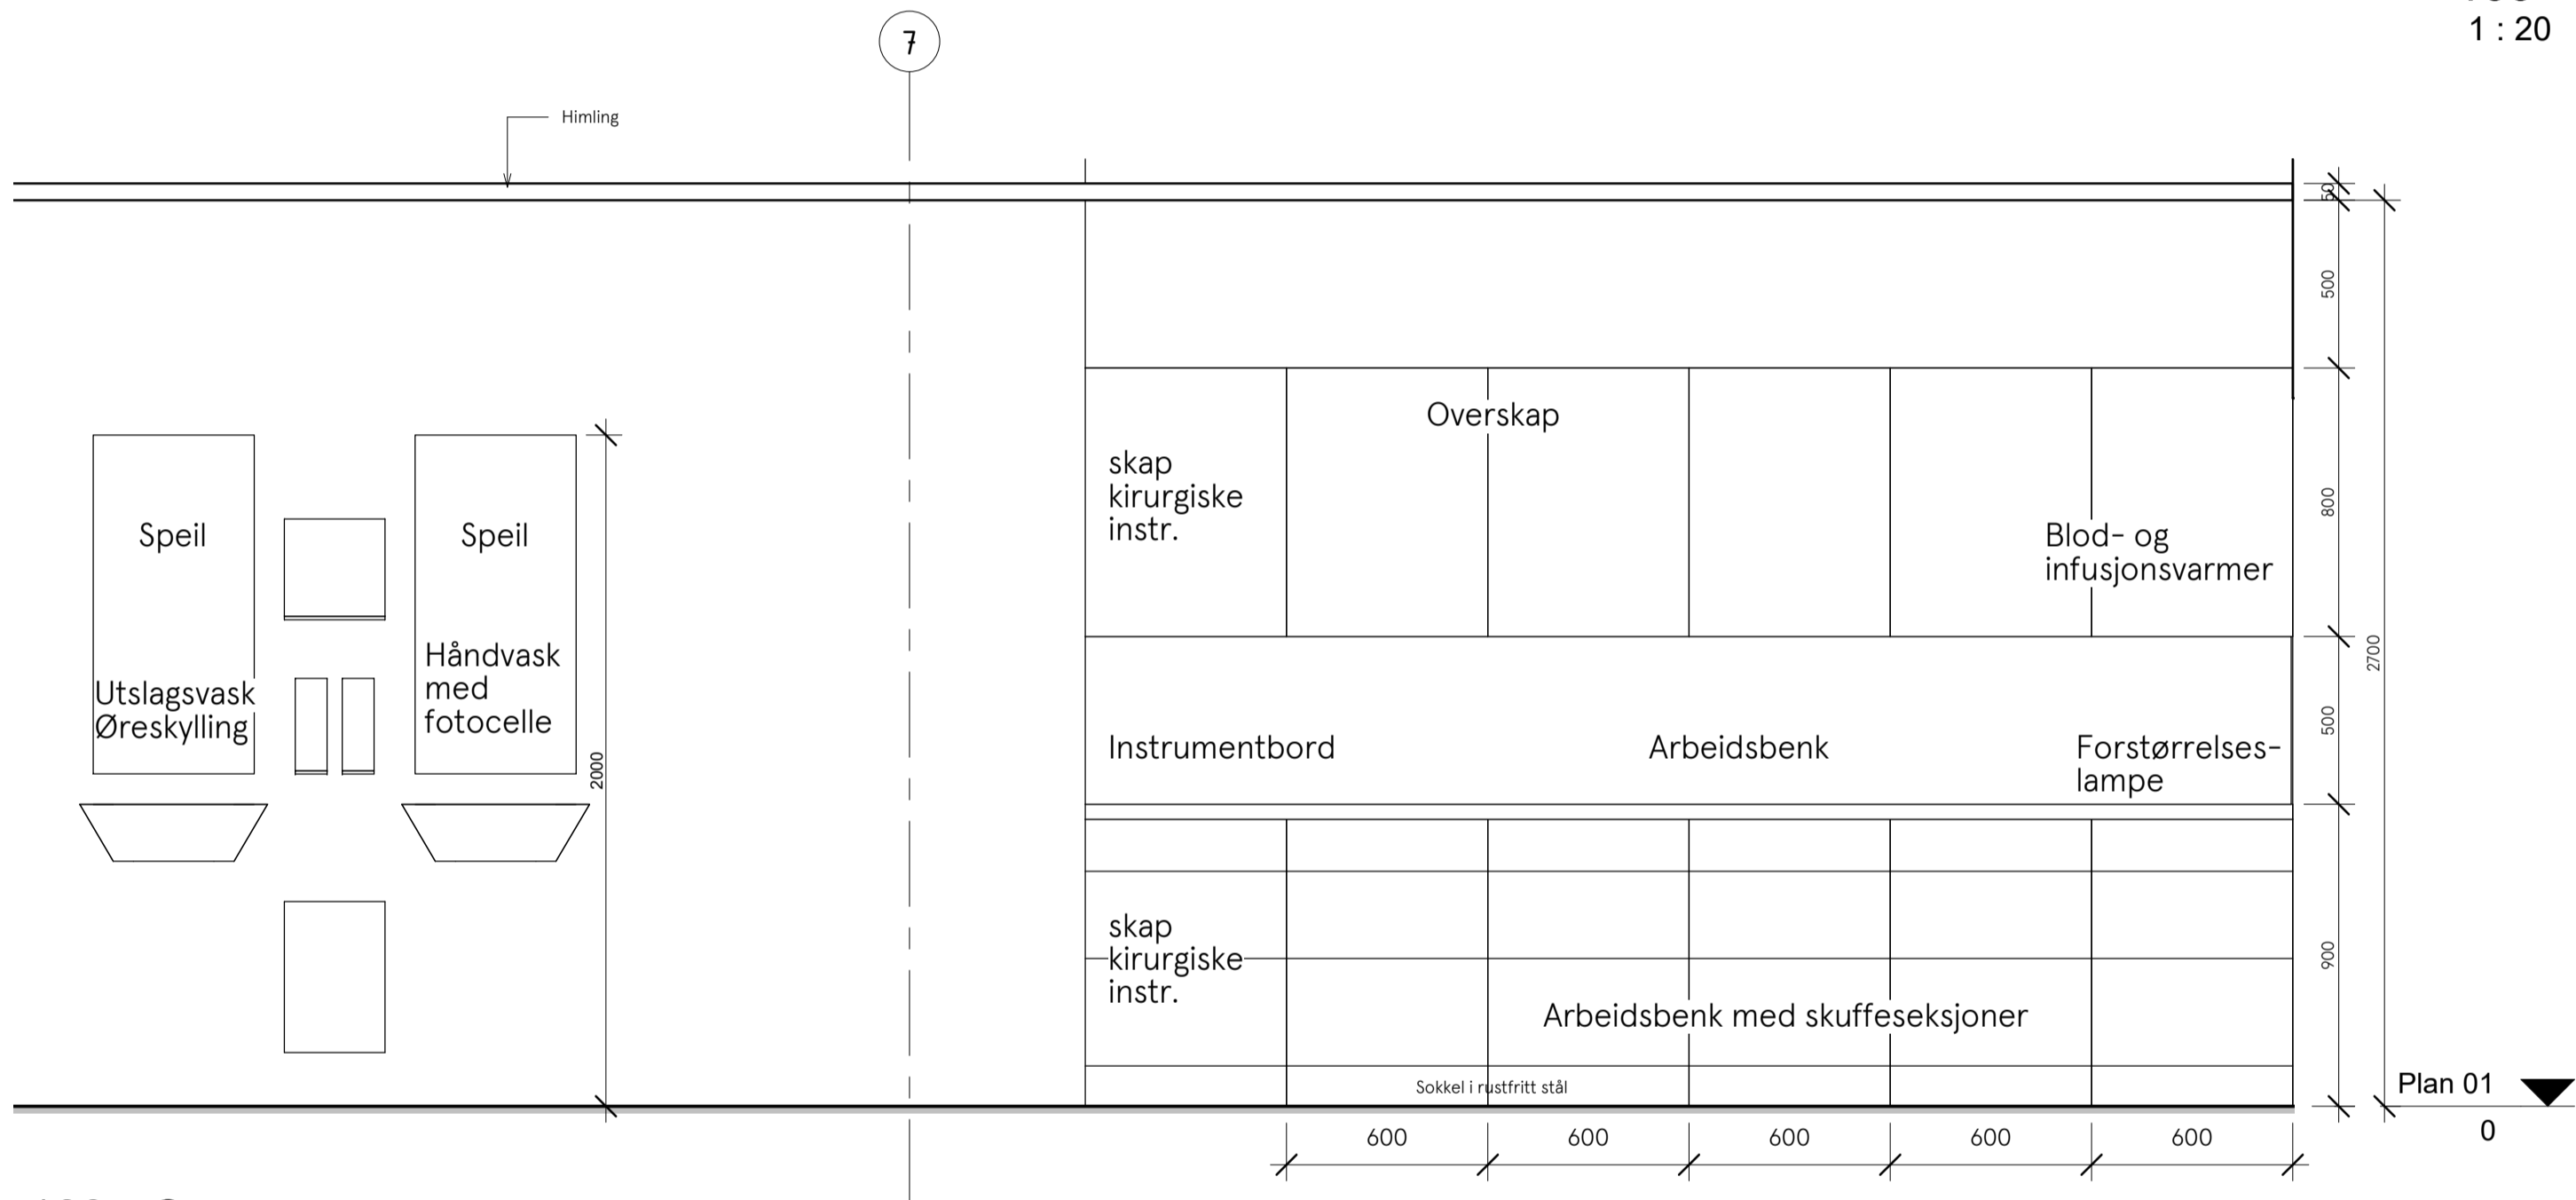 1 : 20
7
Himling
50
500
Overskap
skap
kirurgiske
instr.
800
Speil
Speil
Blod- og
infusjonsvarmer
Håndvask
med
fotocelle
2700
Utslagsvask
Øreskylling
500
Instrumentbord
Arbeidsbenk
Forstørrelses-
lampe
2000
skap
kirurgiske
instr.
900
Arbeidsbenk med skuffeseksjoner
Sokkel i rustfritt stål
Plan 01
0
600
600
600
600
600